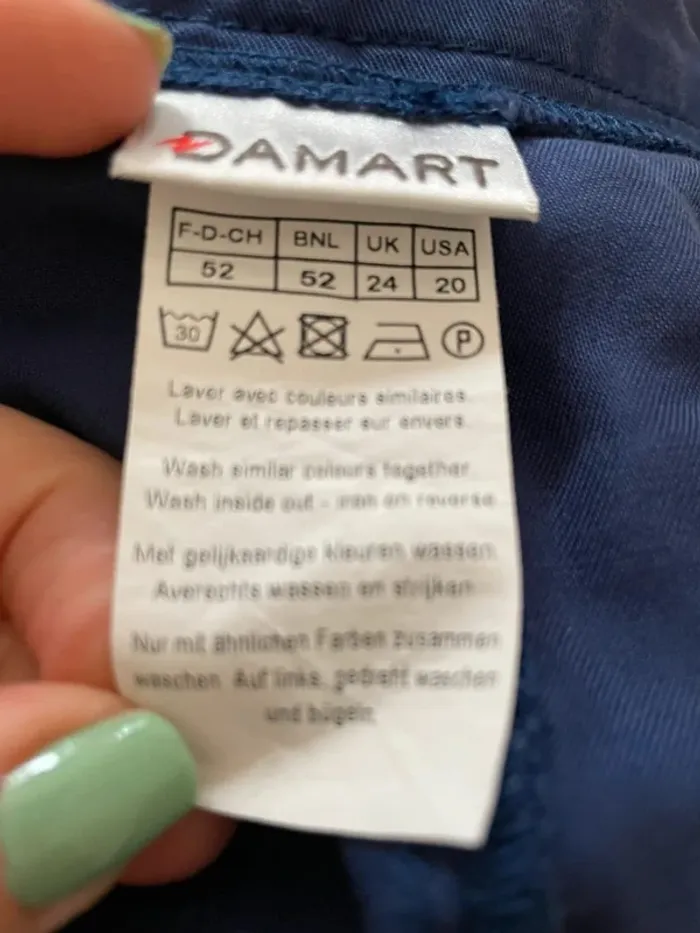 DAMART
F-D-CH BNL UK USA
52 52 24 20
30 P
Laver avec couleurs similaires.
Laver et repasser sur envers.
Wash similar colours together.
Wash inside out - iron on reverse.
Met gelijkaardige kleuren wassen.
Averechts wassen en strijken.
Nur mit ähnlichen Farben zusammen
waschen. Auf links gedreht waschen
und bügeln.